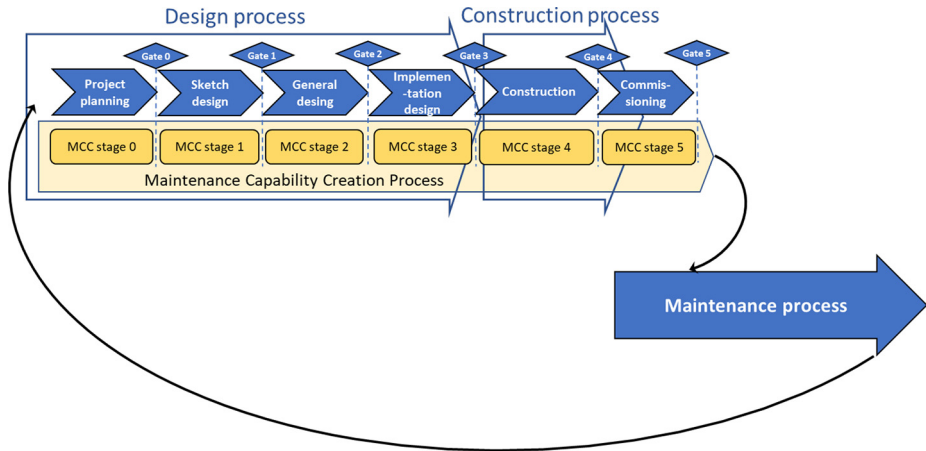 Design process
Construction process
Gate 0
Gate 1
Gate 2
Gate 3
Gate 4
Gate 5
Project
planning
Sketch
design
General
desing
Implemen
-tation
design
Construction
Commis-
sioning
MCC stage 0
MCC stage 1
MCC stage 2
MCC stage 3
MCC stage 4
MCC stage 5
Maintenance Capability Creation Process
Maintenance process